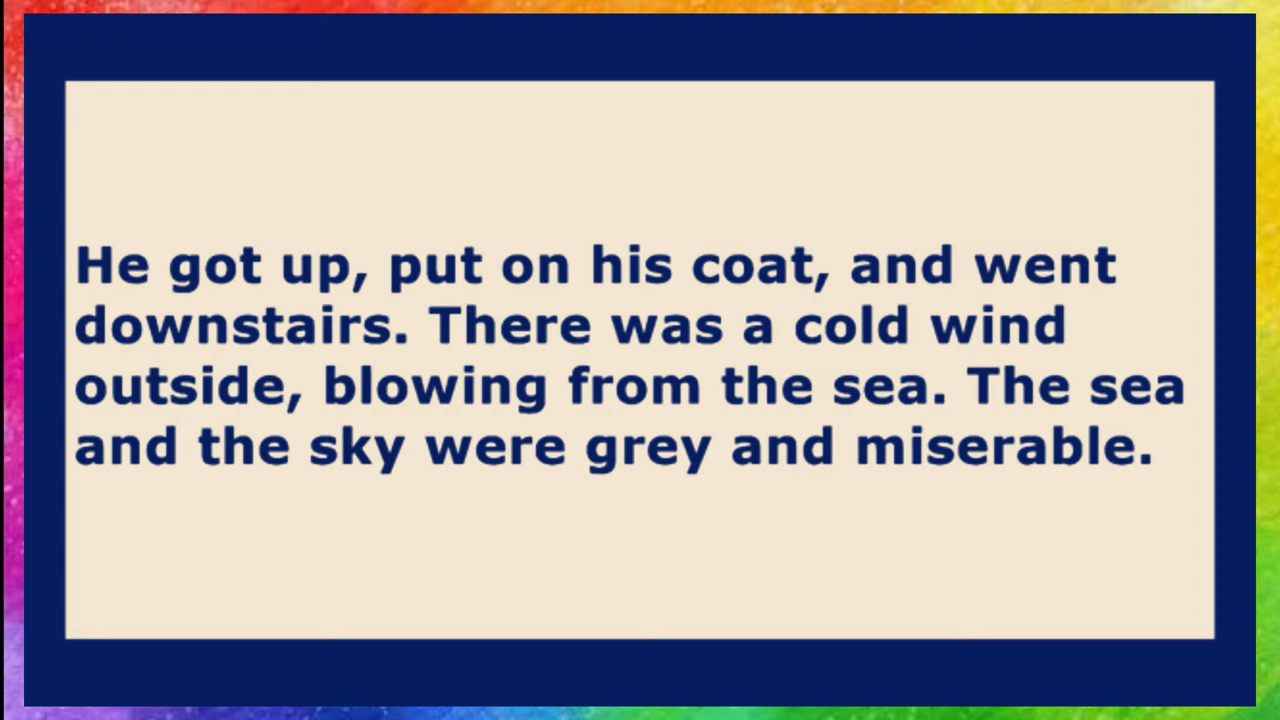 He got up, put on his coat, and went
downstairs. There was a cold wind
outside, blowing from the sea. The sea
and the sky were grey and miserable.